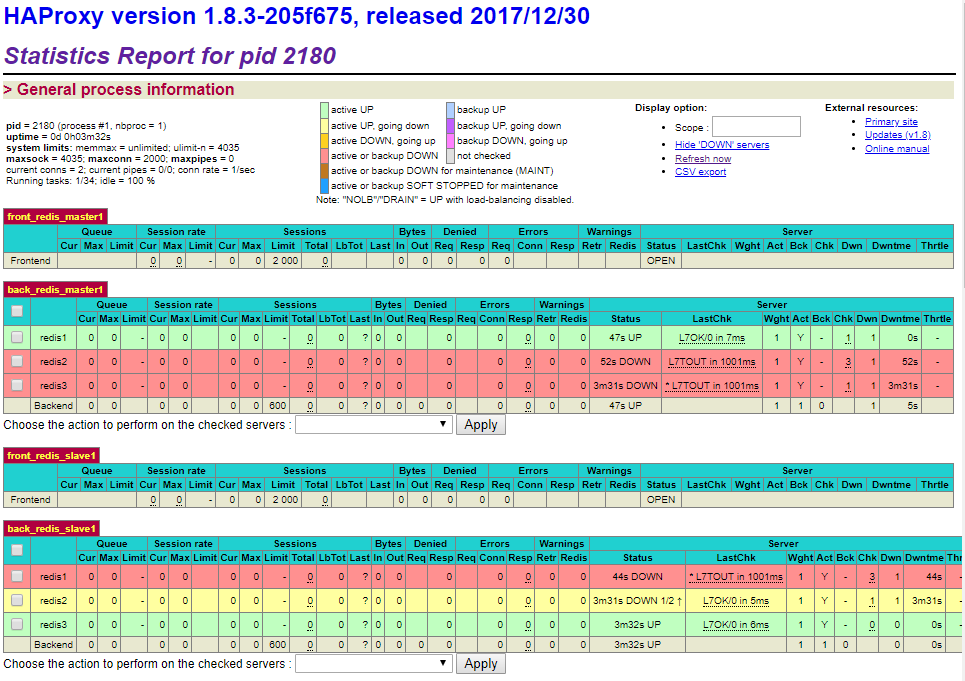 HAProxy version 1.8.3-205f675, released 2017/12/30
Statistics Report for pid 2180
> General process information
pid = 2180 (process #1, nbproc = 1)
uptime = 0d 0h03m32s
system limits: memmax = unlimited; ulimit-n = 4035
maxsock = 4035; maxconn = 2000; maxpipes = 0
current conns = 2; current pipes = 0/0; conn rate = 1/sec
Running tasks: 1/34; idle = 100 %
active UP backup UP
active UP, going down backup UP, going down
active DOWN, going up backup DOWN, going up
active or backup DOWN not checked
active or backup DOWN for maintenance (MAINT)
active or backup SOFT STOPPED for maintenance
Note: "NOLB"/"DRAIN" = UP with load-balancing disabled.
Display option:
• Scope :
• Hide 'DOWN' servers
• Refresh now
• CSV export
External resources:
• Primary site
• Updates (v1.8)
• Online manual
front_redis_master1
Queue Session rate Sessions Bytes Denied Errors Warnings Server
Cur Max Limit Cur Max Limit Cur Max Limit Total LbTot Last In Out Req Resp Req Conn Resp Retr Redis Status LastChk Wght Act Bck Chk Dwn Dwntme Thrtle
Frontend 0 0 - 0 0 2 000 0 0 0 0 0 0 OPEN
back_redis_master1
Queue Session rate Sessions Bytes Denied Errors Warnings Server
Cur Max Limit Cur Max Limit Cur Max Limit Total LbTot Last In Out Req Resp Req Conn Resp Retr Redis Status LastChk Wght Act Bck Chk Dwn Dwntme Thrtle
redis1 0 0 - 0 0 0 0 - 0 0 ? 0 0 0 0 0 0 0 47s UP L7OK/0 in 7ms 1 Y - 1 1 0s -
redis2 0 0 - 0 0 0 0 - 0 0 ? 0 0 0 0 0 0 0 52s DOWN L7TOUT in 1001ms 1 Y - 3 1 52s -
redis3 0 0 - 0 0 0 0 - 0 0 ? 0 0 0 0 0 0 0 3m31s DOWN * L7TOUT in 1001ms 1 Y - 1 1 3m31s -
Backend 0 0 0 0 0 0 600 0 0 ? 0 0 0 0 0 0 0 0 47s UP 1 1 0 1 5s
Choose the action to perform on the checked servers : Apply
front_redis_slave1
Queue Session rate Sessions Bytes Denied Errors Warnings Server
Cur Max Limit Cur Max Limit Cur Max Limit Total LbTot Last In Out Req Resp Req Conn Resp Retr Redis Status LastChk Wght Act Bck Chk Dwn Dwntme Thrtle
Frontend 0 0 - 0 0 2 000 0 0 0 0 0 0 OPEN
back_redis_slave1
Queue Session rate Sessions Bytes Denied Errors Warnings Server
Cur Max Limit Cur Max Limit Cur Max Limit Total LbTot Last In Out Req Resp Req Conn Resp Retr Redis Status LastChk Wght Act Bck Chk Dwn Dwntme Thr
redis1 0 0 - 0 0 0 0 - 0 0 ? 0 0 0 0 0 0 0 44s DOWN * L7TOUT in 1001ms 1 Y - 3 1 44s
redis2 0 0 - 0 0 0 0 - 0 0 ? 0 0 0 0 0 0 0 3m31s DOWN 1/2 ↑ L7OK/0 in 5ms 1 Y - 1 1 3m31s
redis3 0 0 - 0 0 0 0 - 0 0 ? 0 0 0 0 0 0 0 3m32s UP L7OK/0 in 6ms 1 Y - 0 0 0s
Backend 0 0 0 0 0 0 600 0 0 ? 0 0 0 0 0 0 0 0 3m32s UP 1 1 0 0 0s
Choose the action to perform on the checked servers : Apply